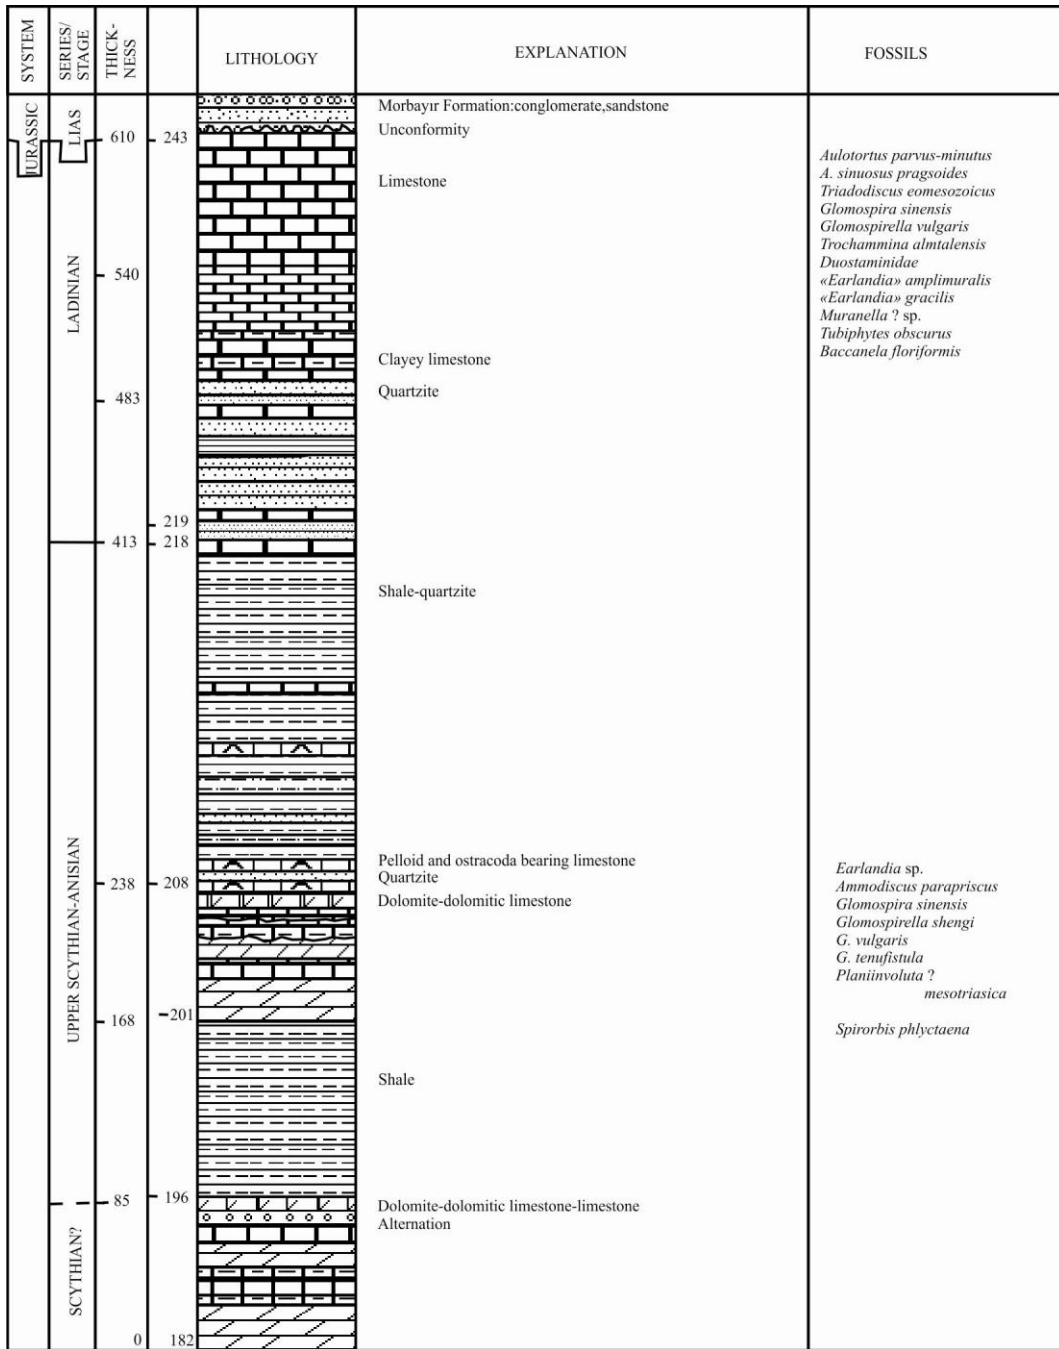 SYSTEM
SERIES/
STAGE
THICK-
NESS
LITHOLOGY
EXPLANATION
FOSSILS
JURASSIC
LIAS
610
243
Morbayır Formation:conglomerate,sandstone
Unconformity
Limestone
Aulotortus parvus-minutus
A. sinuosus pragsoides
Triadodiscus eomesozoicus
Glomospira sinensis
Glomospirella vulgaris
Trochammina almtalensis
Duostaminidae
«Earlandia» amplimuralis
«Earlandia» gracilis
Muranella ? sp.
Tubiphytes obscurus
Baccanela floriformis
LADINIAN
540
Clayey limestone
Quartzite
483
219
413
218
Shale-quartzite
UPPER SCYTHIAN-ANISIAN
Pelloid and ostracoda bearing limestone
Quartzite
238
208
Dolomite-dolomitic limestone
Earlandia sp.
Ammodiscus parapriscus
Glomospira sinensis
Glomospirella shengi
G. vulgaris
G. tenufistula
Planiinvoluta ?
mesotriasica
Spirorbis phlyctaena
201
168
Shale
196
85
Dolomite-dolomitic limestone-limestone
Alternation
SCYTHIAN?
0
182